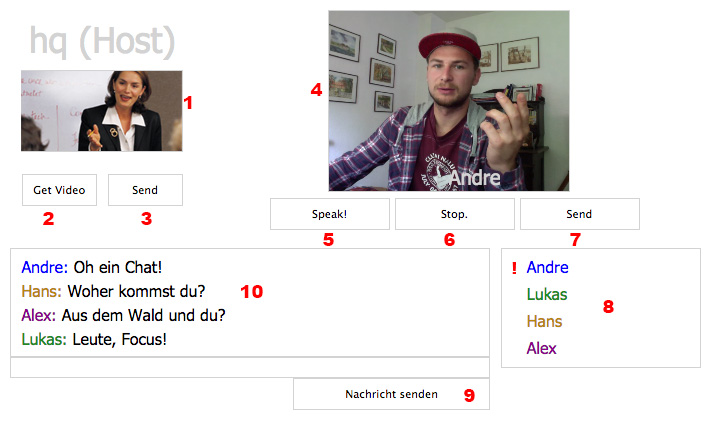 hq (Host)
1
4
Andre
Get Video
Send
2
3
Speak!
Stop.
Send
5
6
7
Andre: Oh ein Chat!
Hans: Woher kommst du?
10
Alex: Aus dem Wald und du?
Lukas: Leute, Focus!
! Andre
Lukas
8
Hans
Alex
Nachricht senden
9